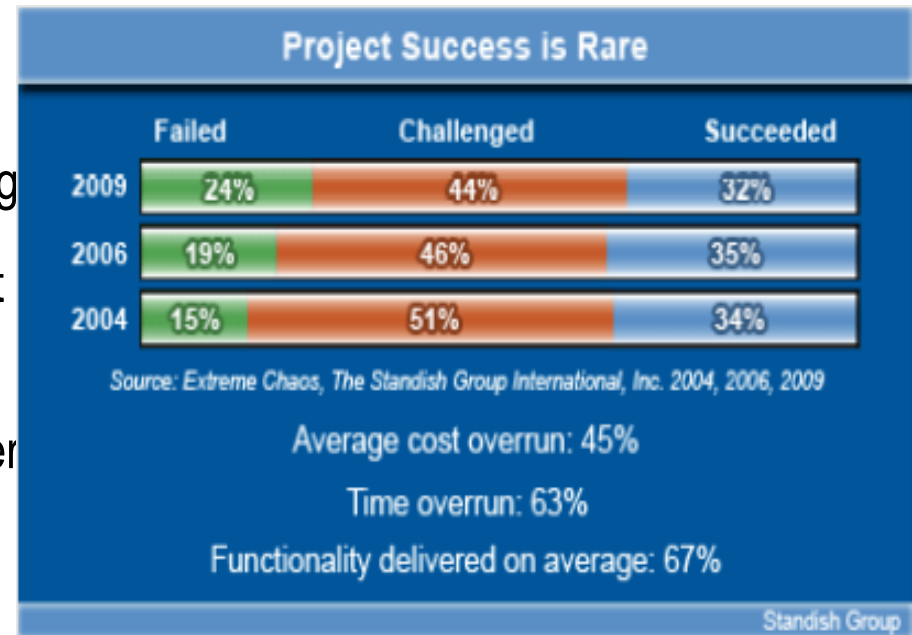 Project Success is Rare
Failed Challenged Succeeded
g
2009 24% 44% 32%
2006 19% 46% 35%
t
2004 15% 51% 34%
Source: Extreme Chaos, The Standish Group International, Inc. 2004, 2006, 2009
er
Average cost overrun: 45%
Time overrun: 63%
Functionality delivered on average: 67%
Standish Group